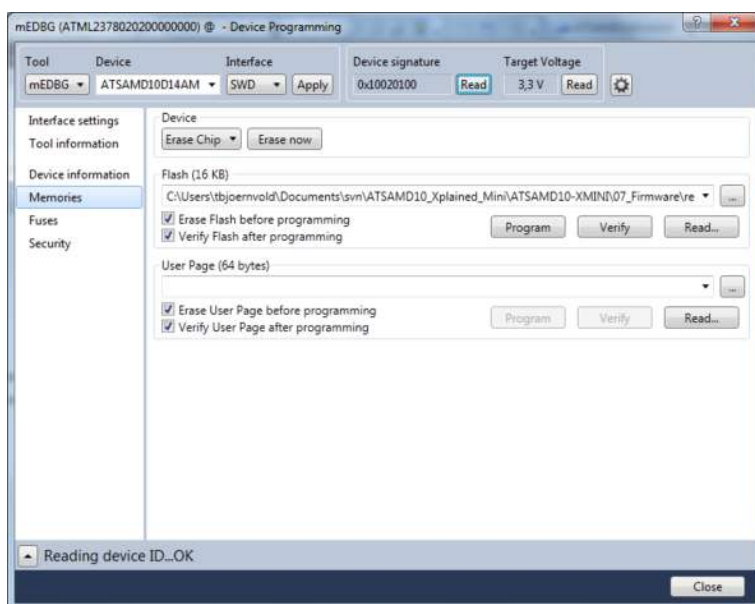 mEDBG (ATML2378020200000000) @ - Device Programming
Tool Device Interface Device signature Target Voltage
mEDBG ATSAMD10D14AM SWD Apply 0x10020100 Read 3,3 V Read
Interface settings
Tool information
Device information
Memories
Fuses
Security
Device
Erase Chip Erase now
Flash (16 KB)
C:\Users\tbjoernvold\Documents\svn\ATSAMD10_Xplained_Mini\ATSAMD10-XMINI\07_Firmware\re ...
Erase Flash before programming
Verify Flash after programming
Program Verify Read...
User Page (64 bytes)
...
Erase User Page before programming
Verify User Page after programming
Program Verify Read...
Reading device ID...OK
Close